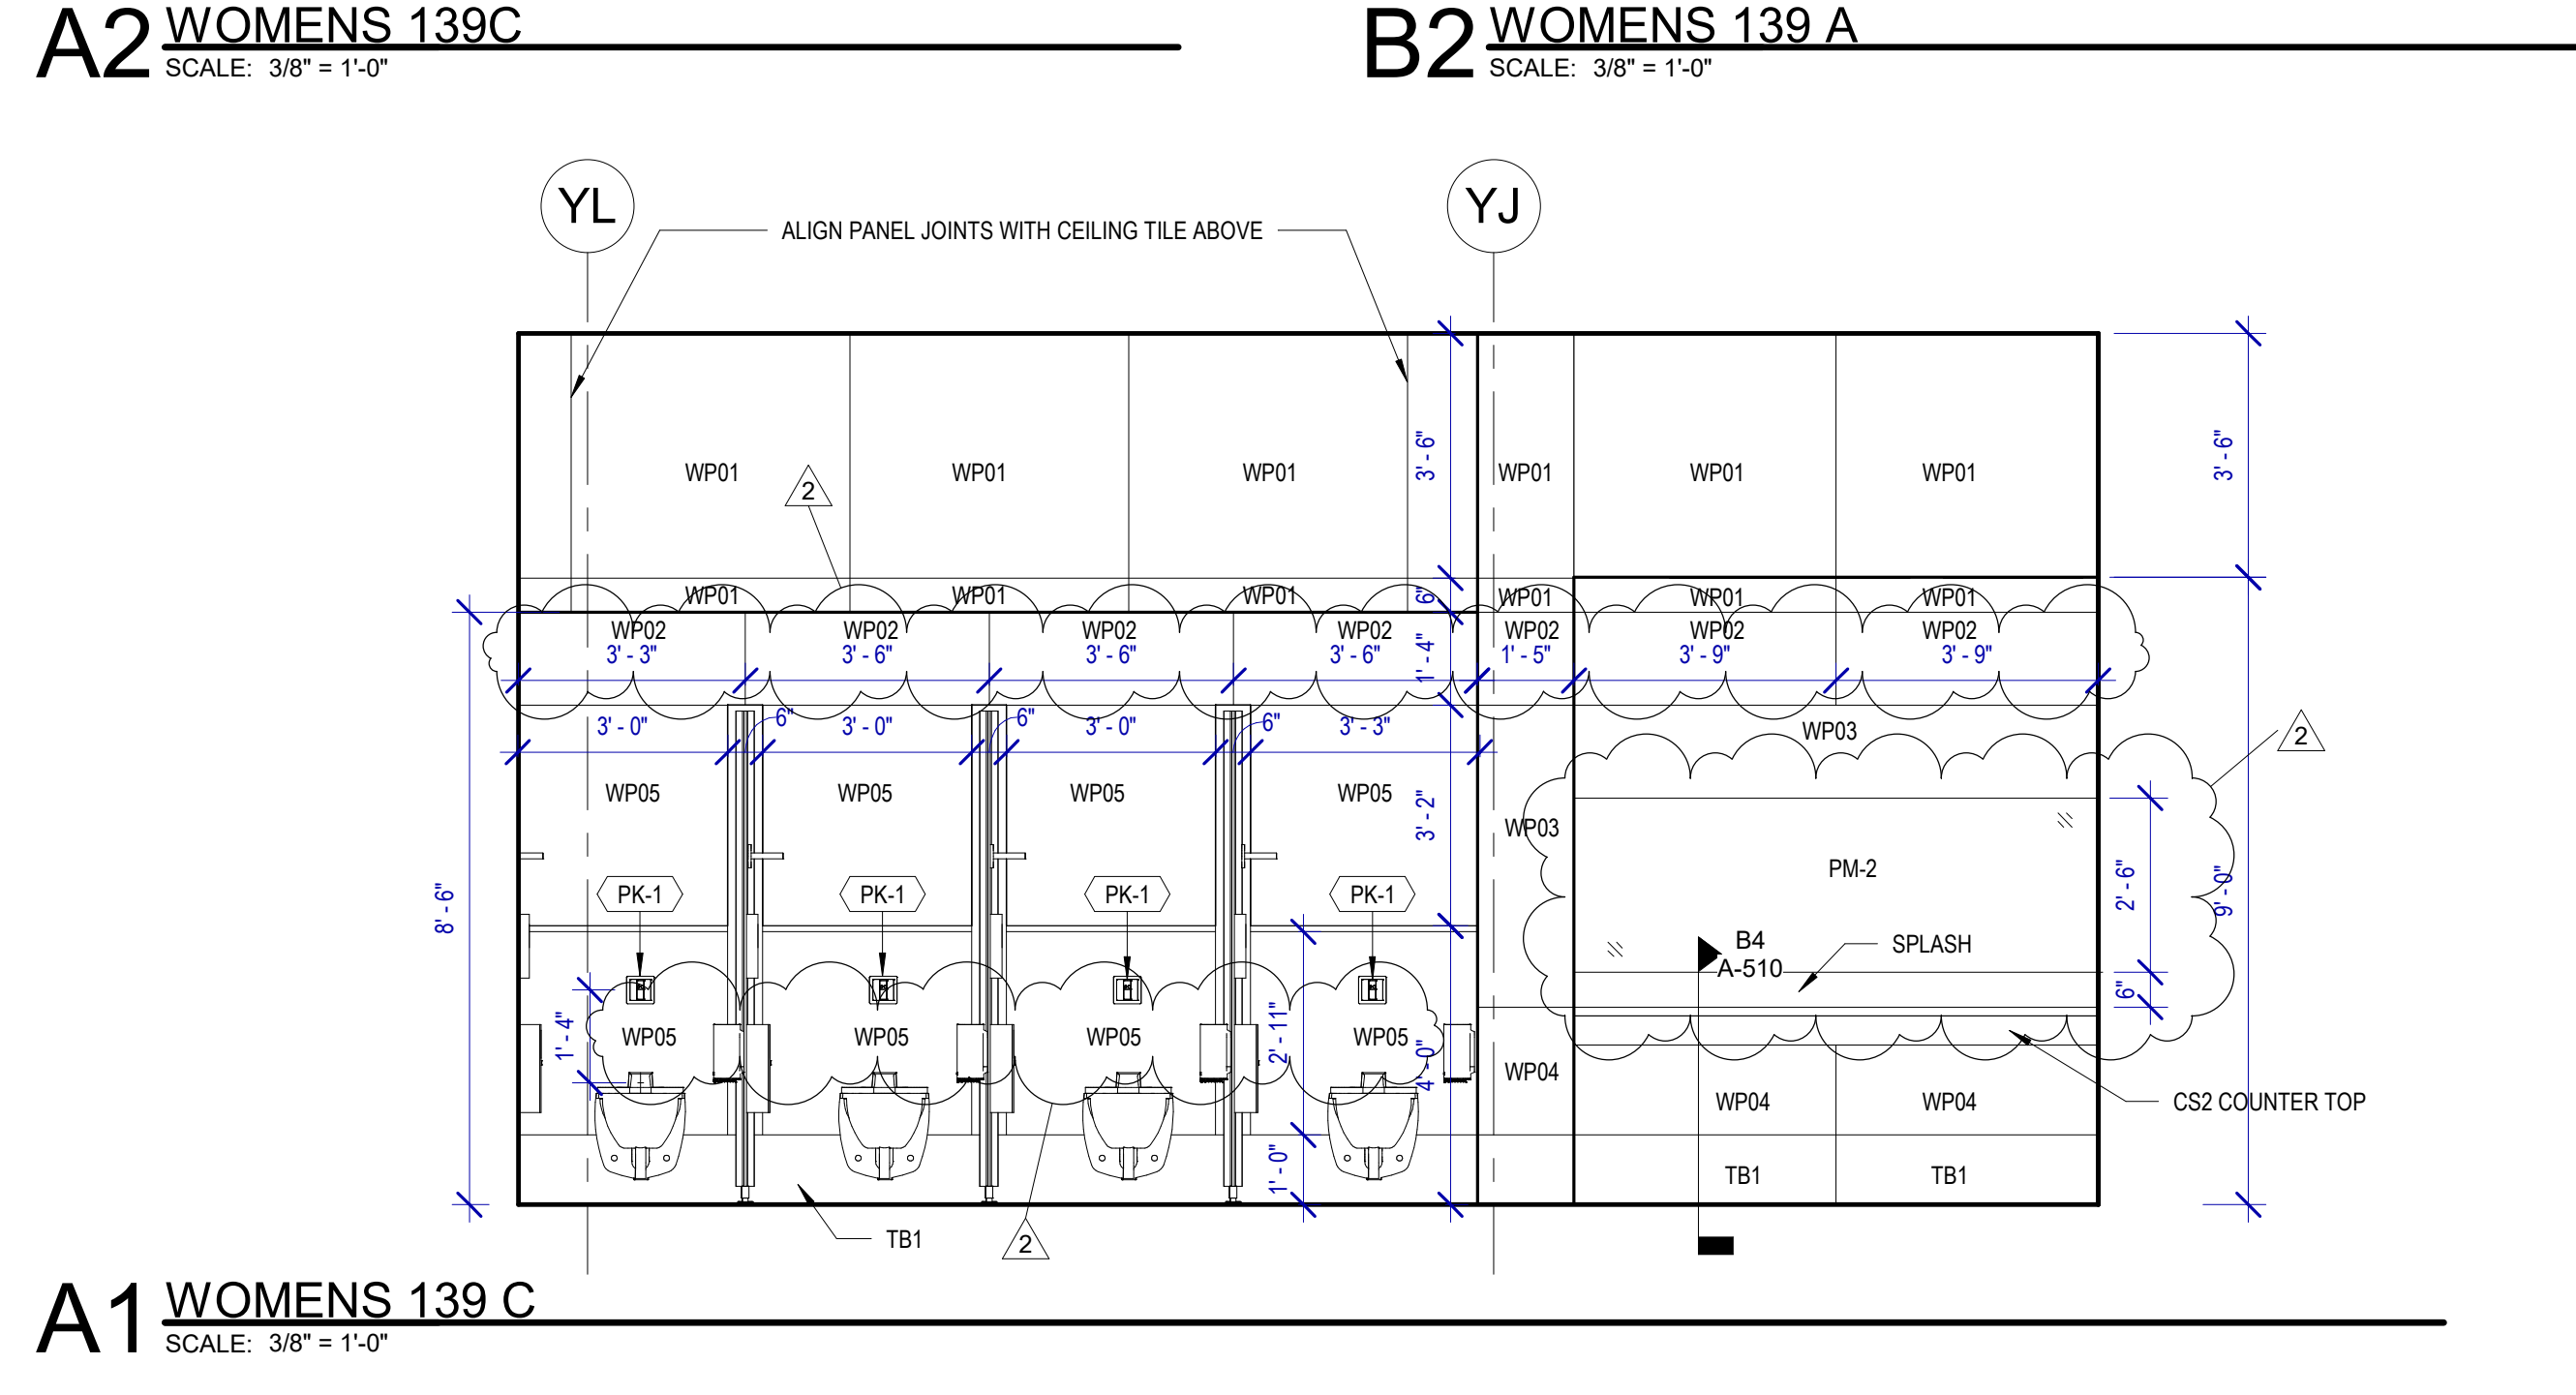 A2 WOMENS 139C
SCALE: 3/8" = 1'-0"
B2 WOMENS 139 A
SCALE: 3/8" = 1'-0"
YL
YJ
ALIGN PANEL JOINTS WITH CEILING TILE ABOVE
WP01 WP01 WP01 3' - 6" WP01 WP01 WP01 3' - 6"
2
WP01 WP01 WP01 6" WP01 WP01 WP01
WP02 WP02 WP02 WP02 WP02 WP02 WP02
3' - 3" 3' - 6" 3' - 6" 3' - 6" 1' - 4" 1' - 5" 3' - 9" 3' - 9"
3' - 0" 6" 3' - 0" 6" 3' - 0" 6" 3' - 3"
WP03
2
WP05 WP05 WP05 WP05 3' - 2"
WP03
PM-2
8' - 6"
2' - 6"
9' - 0"
PK-1 PK-1 PK-1 PK-1
B4
A-510
SPLASH
6"
1' - 4" WP05 WP05 WP05 2' - 11" WP05 4' - 0"
WP04
WP04 WP04
CS2 COUNTER TOP
1' - 0"
TB1 TB1
TB1
2
A1 WOMENS 139 C
SCALE: 3/8" = 1'-0"